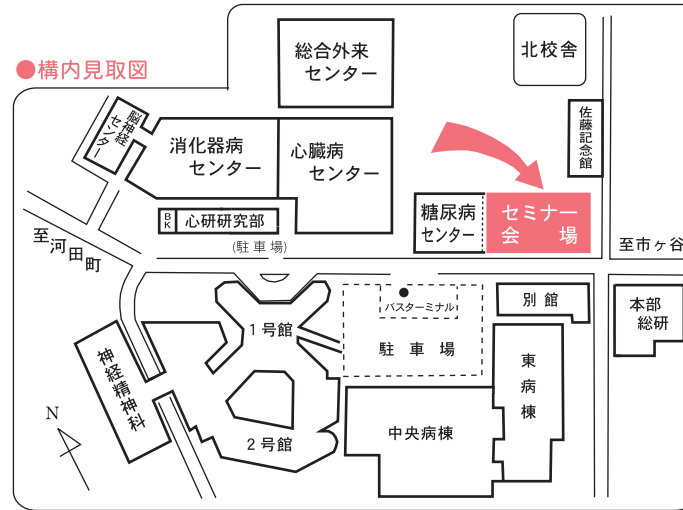 ●構内見取図
総合外来
センター
北校舎
脳神経
センター
消化器病
センター
心臓病
センター
佐藤記念館
糖尿病
センター
セミナー
会場
BK
心研研究部
(駐車場)
至河田町
至市ヶ谷
バスターミナル
別館
本部
総研
1号館
駐車場
東病棟
神経精神科
N
2号館
中央病棟